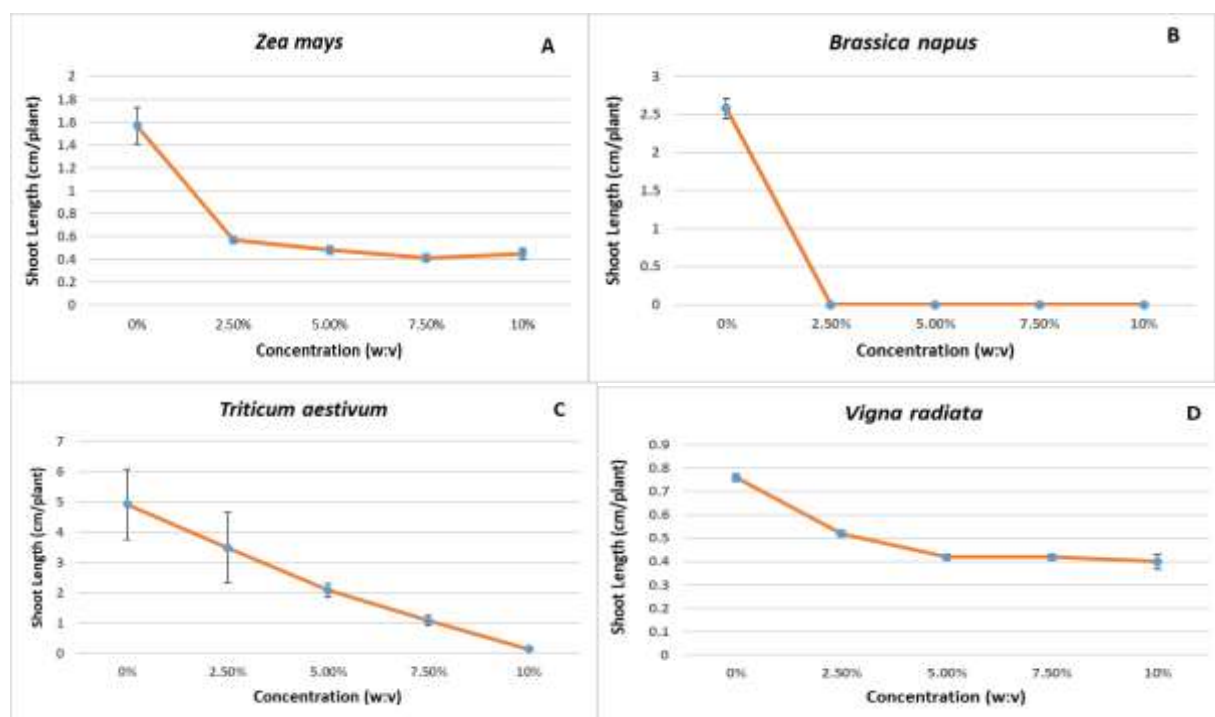 Zea mays
A
Shoot Length (cm/plant)
2
1.8
1.6
1.4
1.2
1
0.8
0.6
0.4
0.2
0
0% 2.50% 5.00% 7.50% 10%
Concentration (w:v)
Brassica napus
B
Shoot Length (cm/plant)
3
2.5
2
1.5
1
0.5
0
0% 2.50% 5.00% 7.50% 10%
Concentration (w:v)
Triticum aestivum
C
Shoot Length (cm/plant)
7
6
5
4
3
2
1
0
0% 2.50% 5.00% 7.50% 10%
Concentration (w:v)
Vigna radiata
D
Shoot Length (cm/plant)
0.9
0.8
0.7
0.6
0.5
0.4
0.3
0.2
0.1
0
0% 2.50% 5.00% 7.50% 10%
Concentration (w:v)